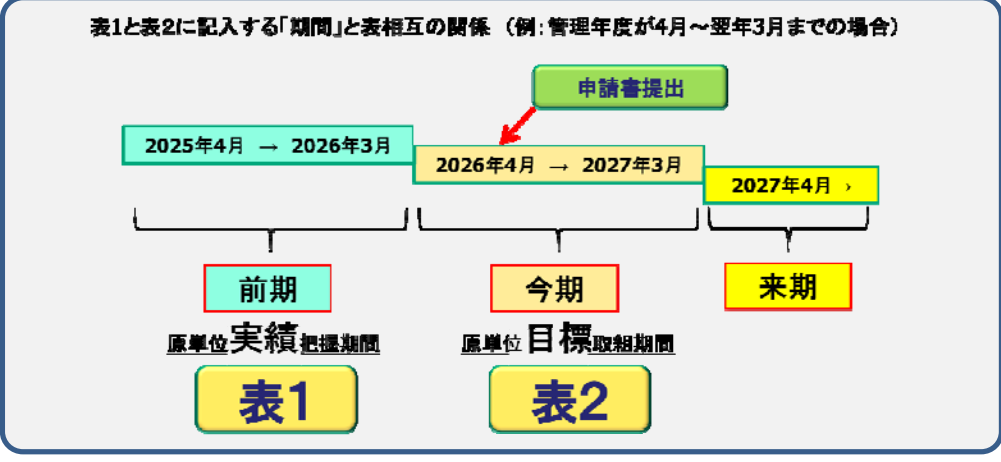 表1と表2に記入する「期間」と表相互の関係 （例：管理年度が4月～翌年3月までの場合）
申請書提出
2025年4月 → 2026年3月
2026年4月 → 2027年3月
2027年4月 ›
前期
今期
来期
原単位実績把握期間
原単位目標取組期間
表1
表2